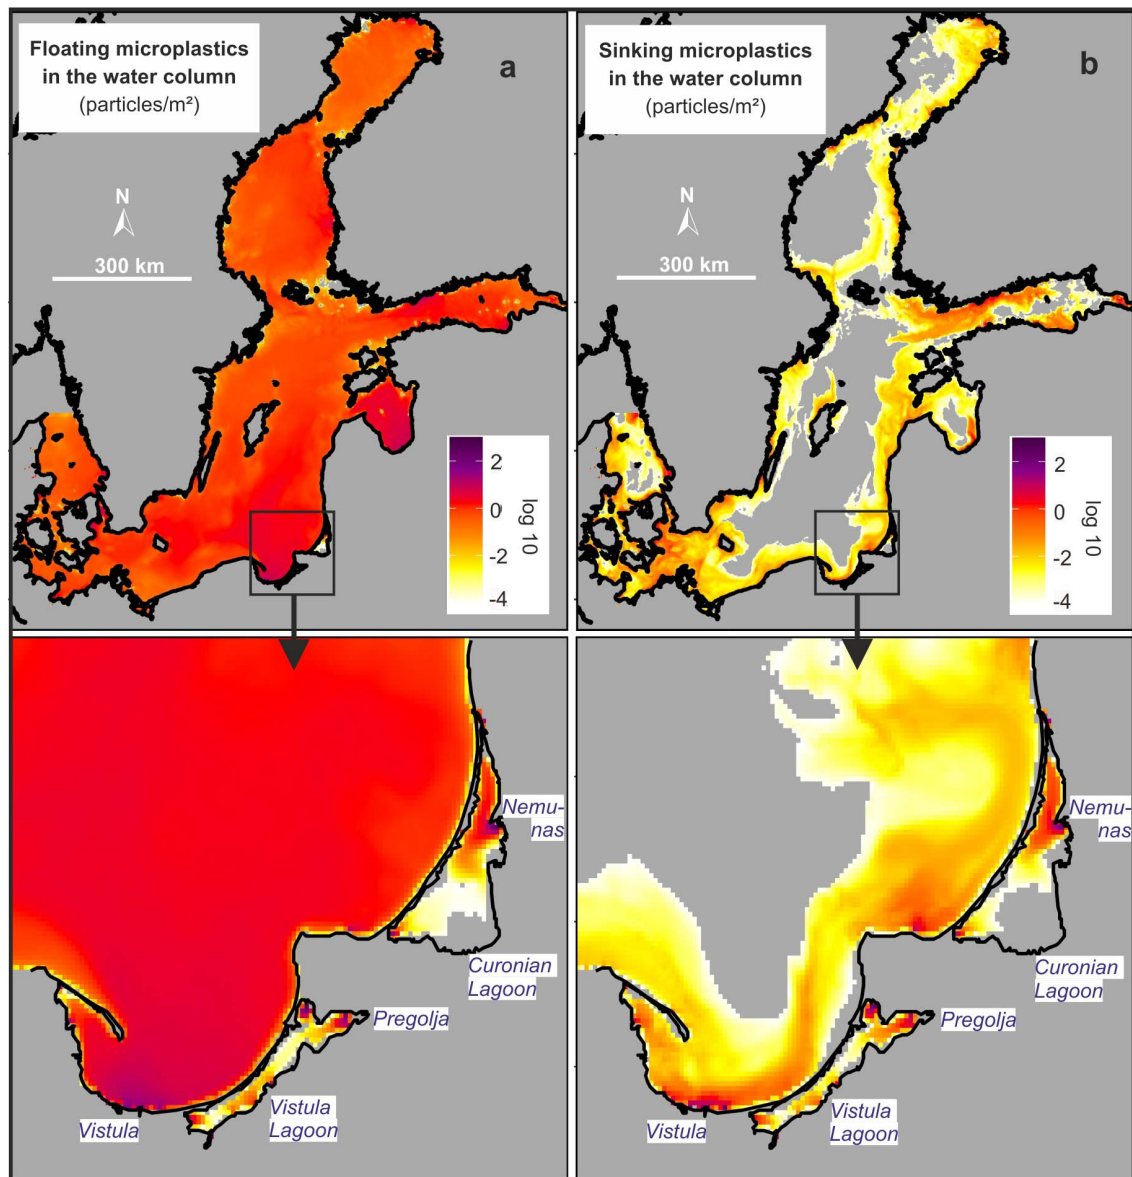 Floating microplastics
in the water column
(particles/m²)
a
N
300 km
2
0
-2
-4
log 10
Sinking microplastics
in the water column
(particles/m²)
b
N
300 km
2
0
-2
-4
log 10
Nemu-
nas
Curonian
Lagoon
Pregolja
Vistula
Lagoon
Vistula
Nemu-
nas
Curonian
Lagoon
Pregolja
Vistula
Lagoon
Vistula